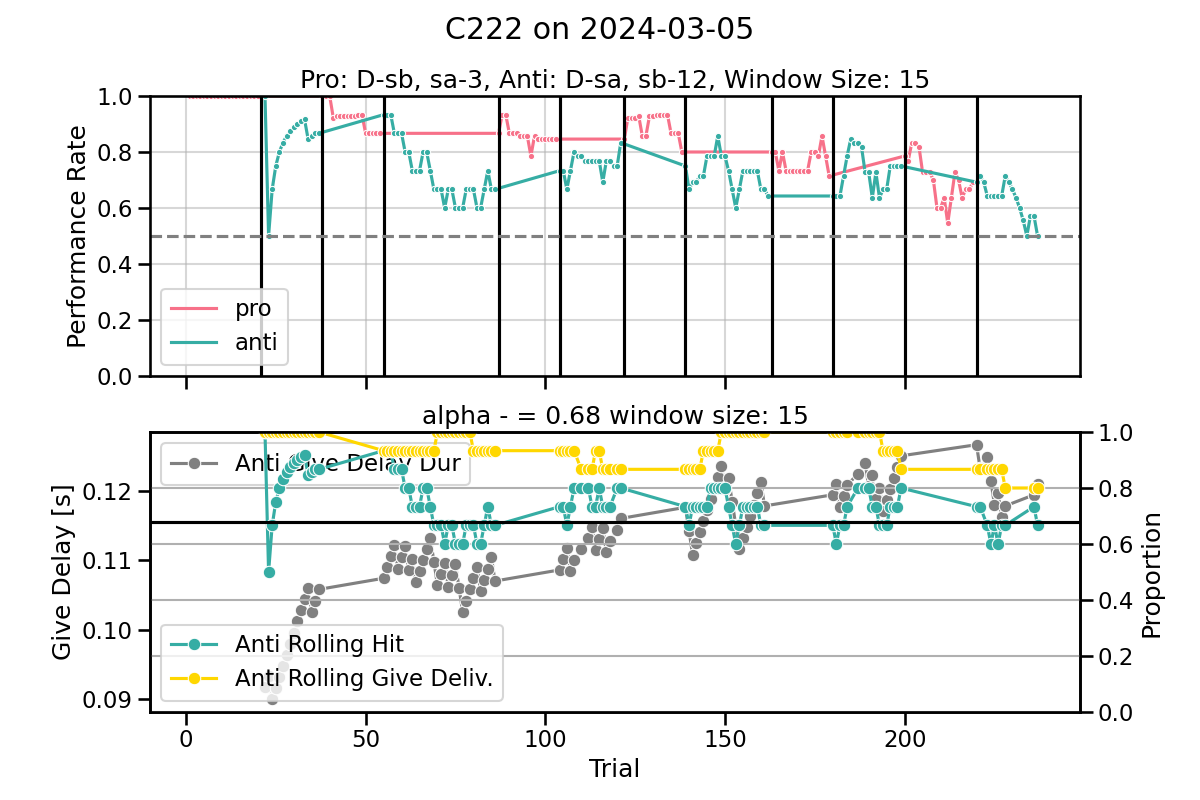 C222 on 2024-03-05
Pro: D-sb, sa-3, Anti: D-sa, sb-12, Window Size: 15
1.0
0.8
0.6
0.4
0.2
0.0
Performance Rate
pro
anti
alpha - = 0.68 window size: 15
0.12
0.11
0.10
0.09
Give Delay [s]
Anti Give Delay Dur
Anti Rolling Hit
Anti Rolling Give Deliv.
1.0
0.8
0.6
0.4
0.2
0.0
Proportion
0 50 100 150 200
Trial